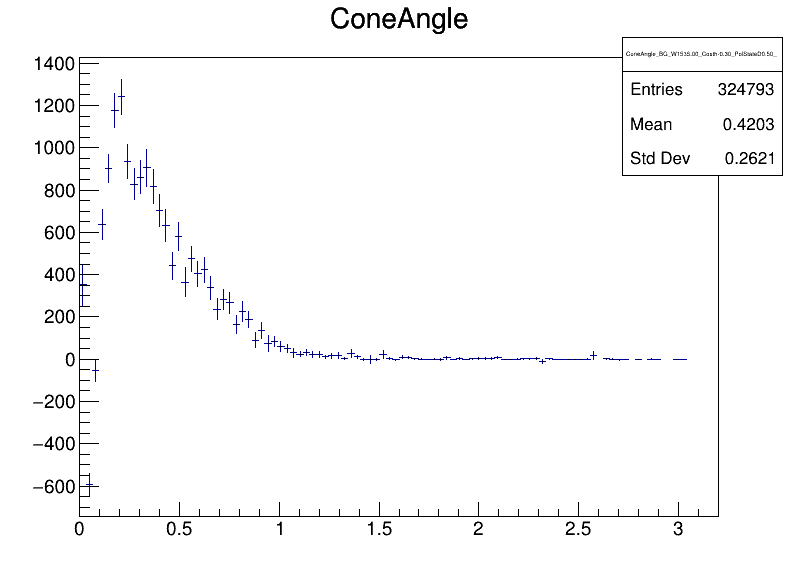 ConeAngle
ConeAngle_BG_W1535.00_Costh-0.30_PolStateD0.50_
Entries 324793
Mean 0.4203
Std Dev 0.2621
1400
1200
1000
800
600
400
200
0
−200
−400
−600
0 0.5 1 1.5 2 2.5 3